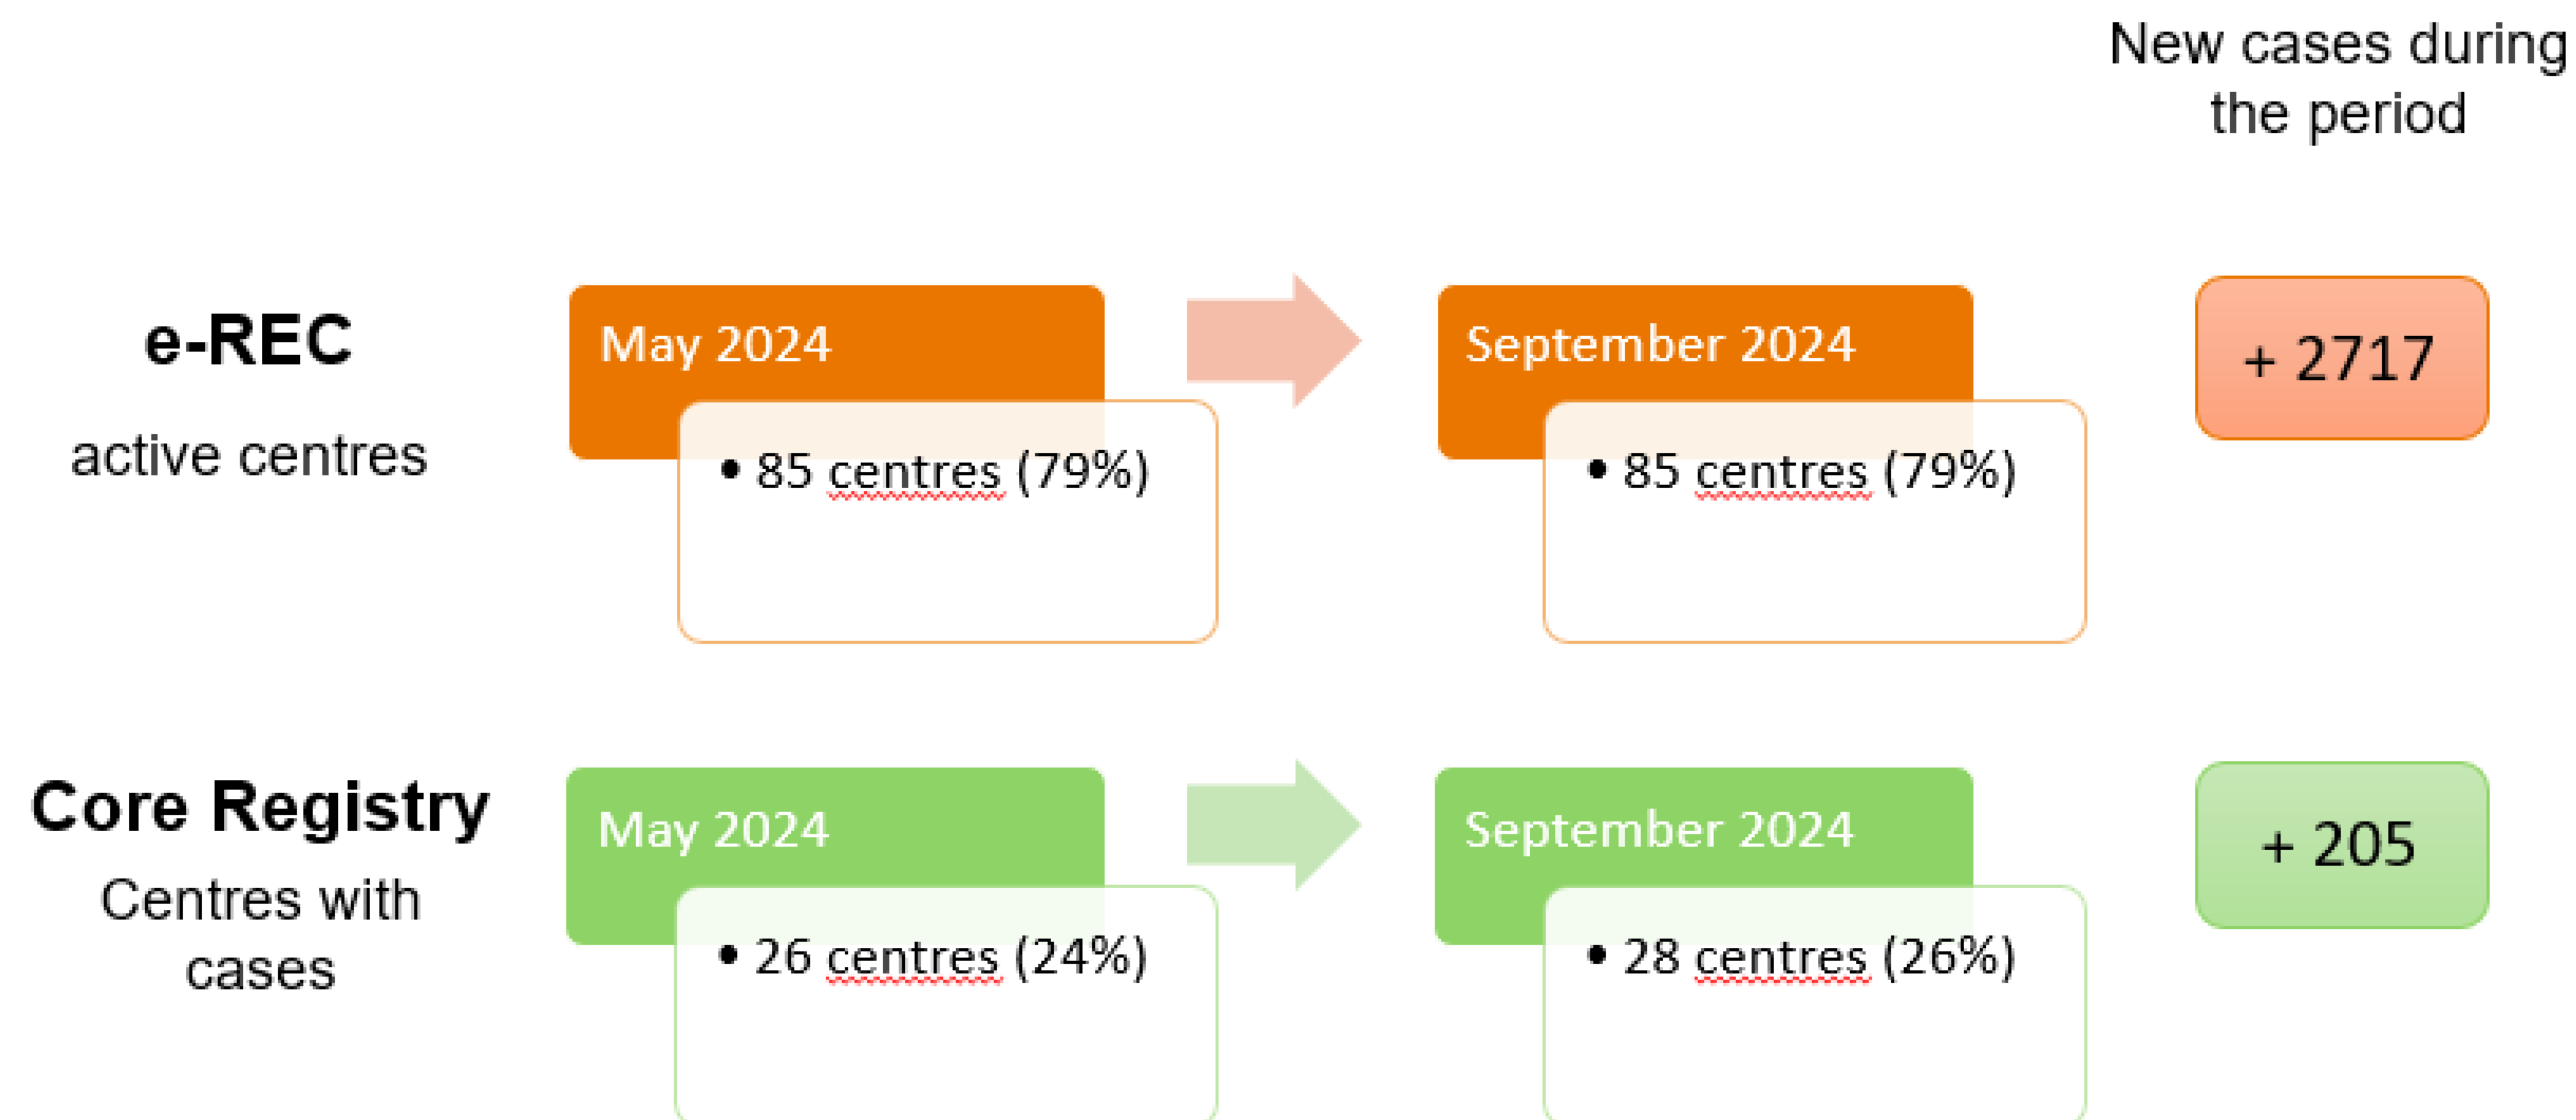 New cases during
the period
e-REC
active centres
May 2024
• 85 centres (79%)
September 2024
• 85 centres (79%)
+ 2717
Core Registry
Centres with
cases
May 2024
• 26 centres (24%)
September 2024
• 28 centres (26%)
+ 205